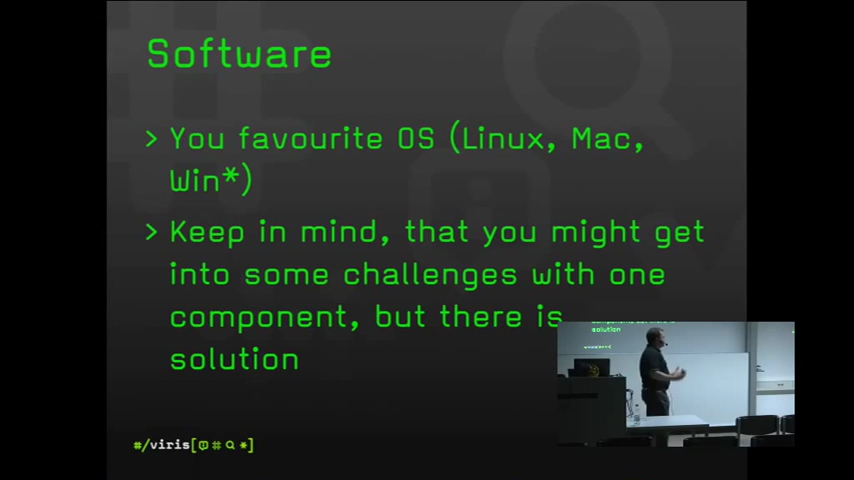 Software
> You favourite OS (Linux, Mac,
Win*)
> Keep in mind, that you might get
into some challenges with one
component, but there is
solution
solution
#/viris[